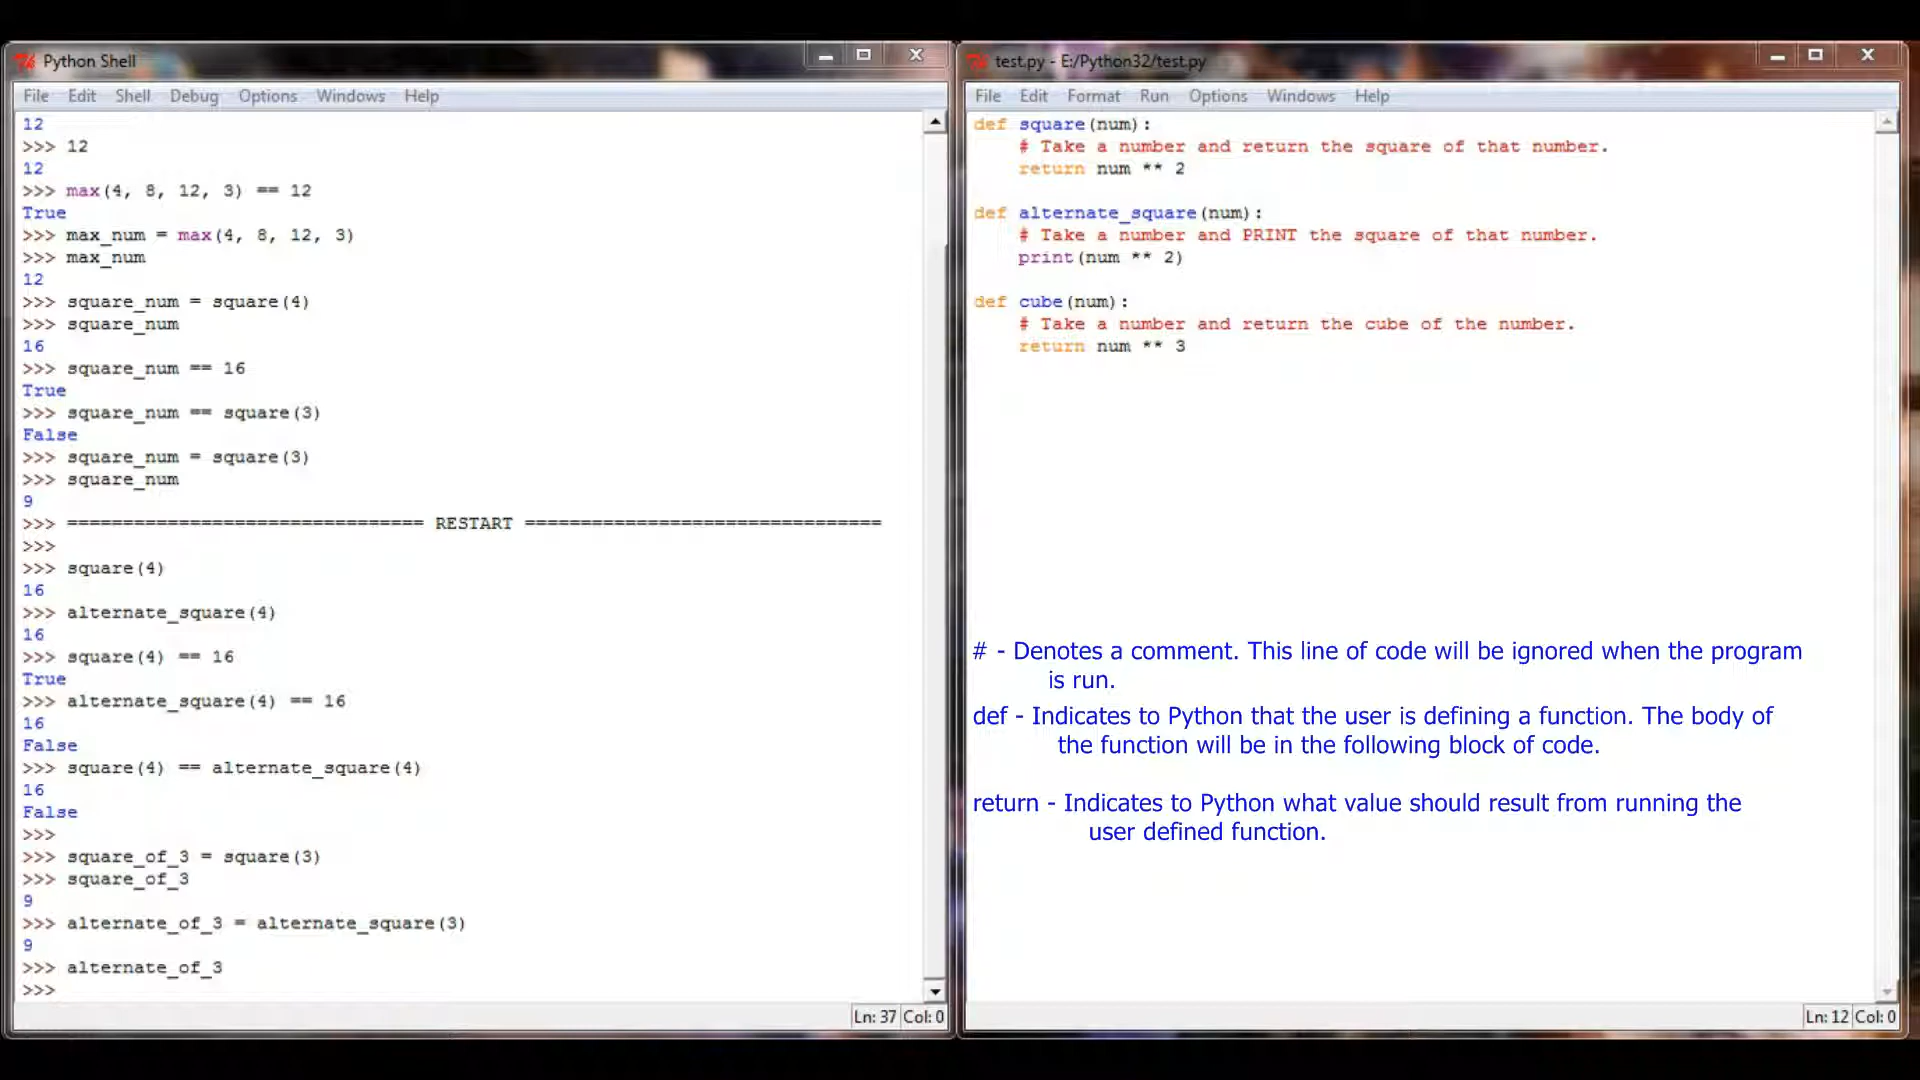 Python Shell
File Edit Shell Debug Options Windows Help
12
>>> 12
12
>>> max(4, 8, 12, 3) == 12
True
>>> max_num = max(4, 8, 12, 3)
>>> max_num
12
>>> square_num = square(4)
>>> square_num
16
>>> square_num == 16
True
>>> square_num == square(3)
False
>>> square_num = square(3)
>>> square_num
9
>>> ================================ RESTART ================================
>>>
>>> square(4)
16
>>> alternate_square(4)
16
>>> square(4) == 16
True
>>> alternate_square(4) == 16
16
False
>>> square(4) == alternate_square(4)
16
False
>>>
>>> square_of_3 = square(3)
>>> square_of_3
9
>>> alternate_of_3 = alternate_square(3)
9
>>> alternate_of_3
>>>
Ln: 37 Col: 0
test.py - E:/Python32/test.py
File Edit Format Run Options Windows Help
def square(num):
    # Take a number and return the square of that number.
    return num ** 2
def alternate_square(num):
    # Take a number and PRINT the square of that number.
    print(num ** 2)
def cube(num):
    # Take a number and return the cube of the number.
    return num ** 3
# - Denotes a comment. This line of code will be ignored when the program
is run.
def - Indicates to Python that the user is defining a function. The body of
the function will be in the following block of code.
return - Indicates to Python what value should result from running the
user defined function.
Ln: 12 Col: 0